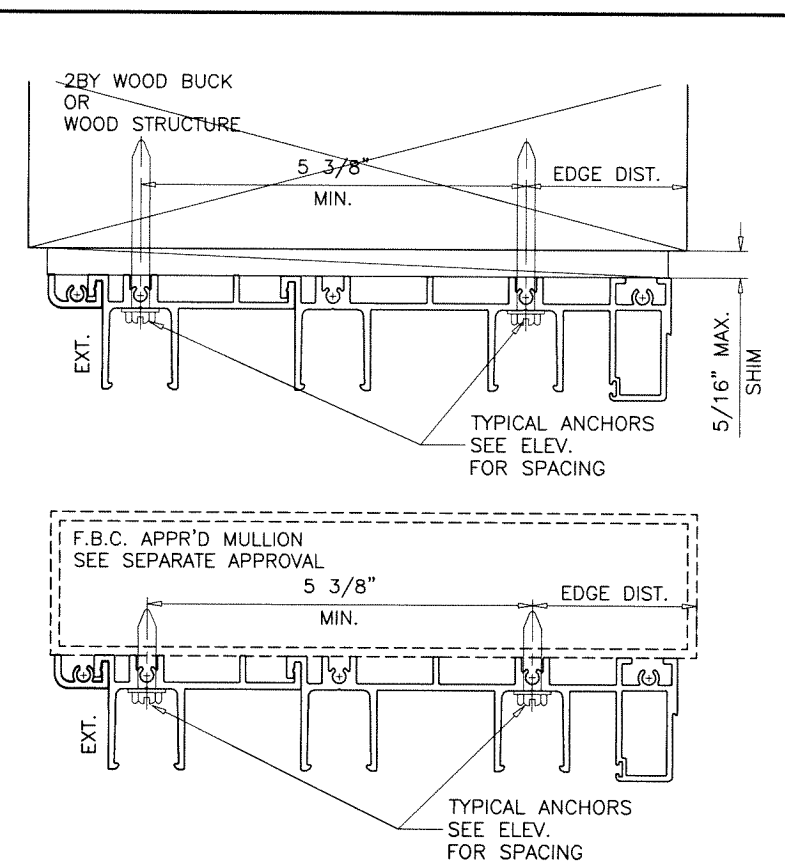 2BY WOOD BUCK
OR
WOOD STRUCTURE
5 3/8"
MIN.
EDGE DIST.
EXT.
5/16" MAX.
SHIM
TYPICAL ANCHORS
SEE ELEV.
FOR SPACING
F.B.C. APPR'D MULLION
SEE SEPARATE APPROVAL
5 3/8"
MIN.
EDGE DIST.
EXT.
TYPICAL ANCHORS
SEE ELEV.
FOR SPACING